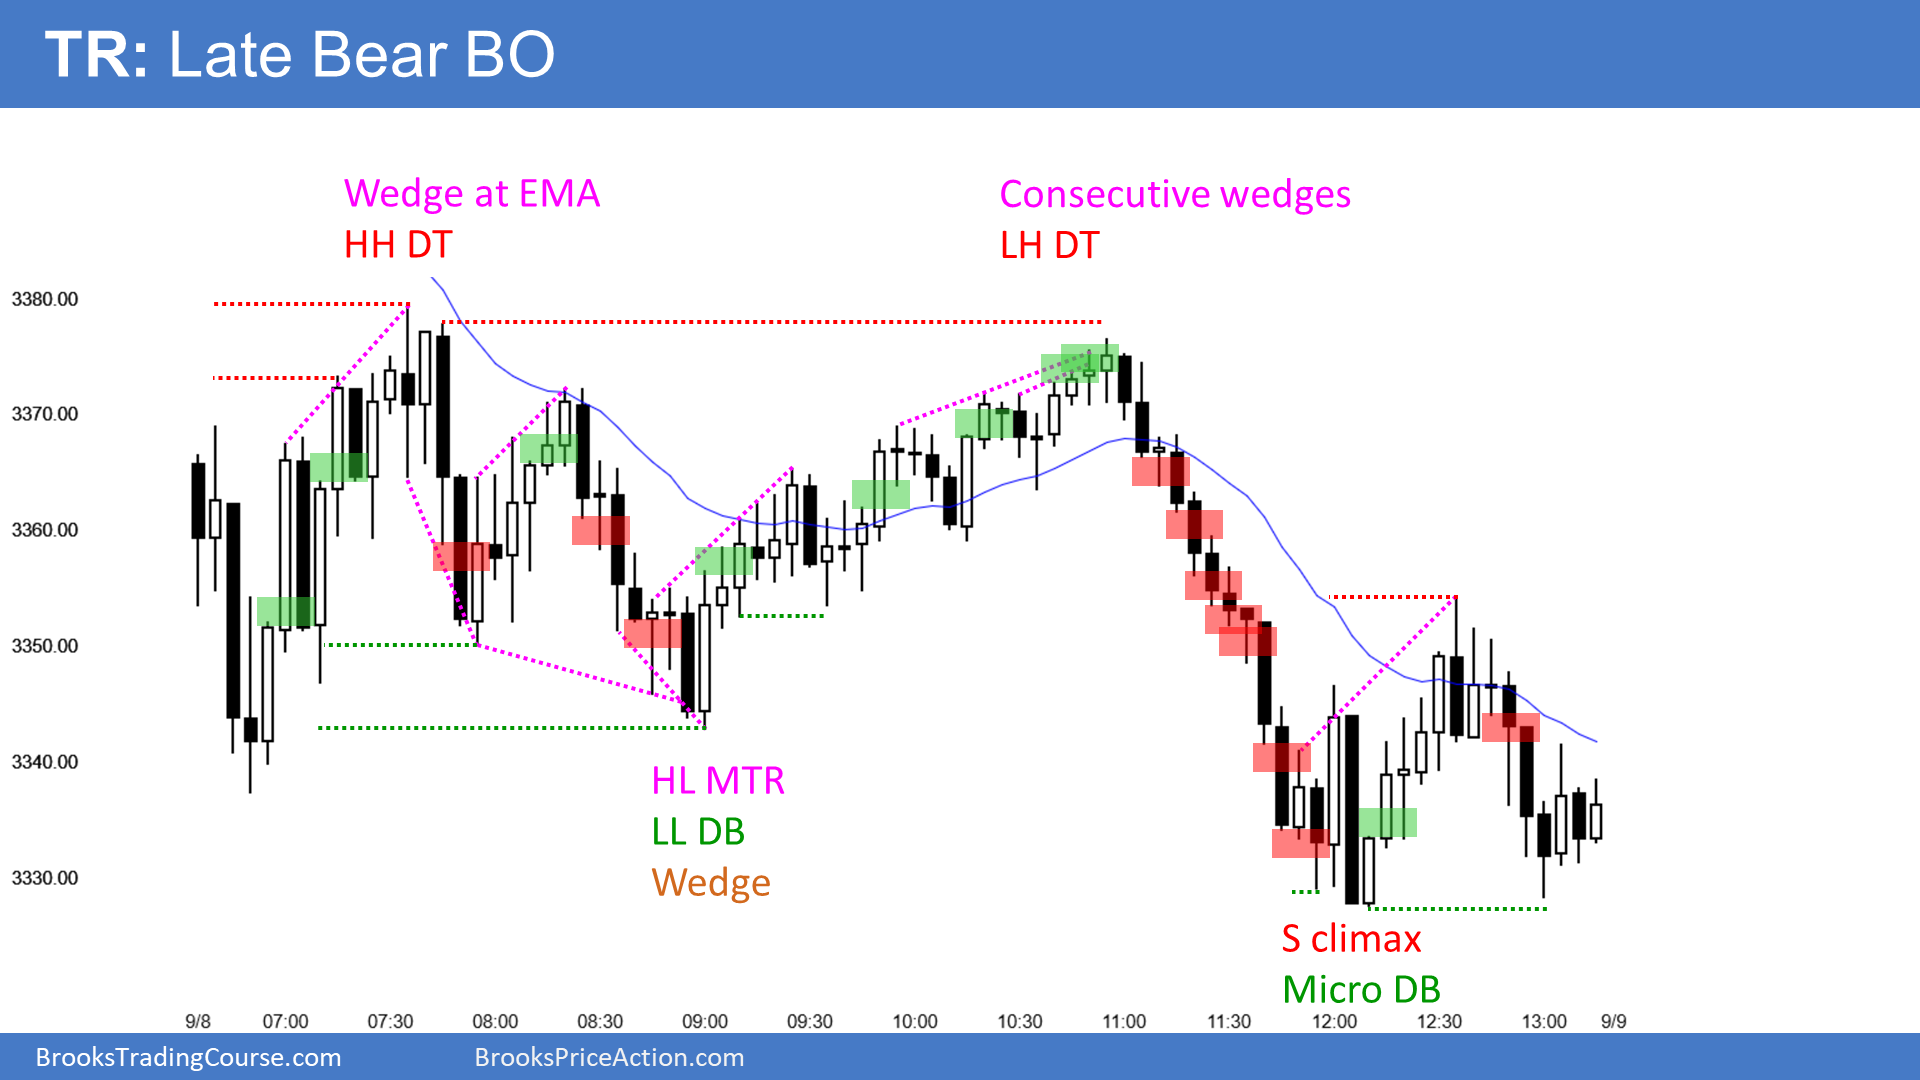 TR: Late Bear BO
Wedge at EMA
HH DT
Consecutive wedges
LH DT
3380.00
3370.00
3360.00
3350.00
3340.00
3330.00
HL MTR
LL DB
Wedge
S climax
Micro DB
9/8 07:00 07:30 08:00 08:30 09:00 09:30 10:00 10:30 11:00 11:30 12:00 12:30 13:00 9/9
BrooksTradingCourse.com BrooksPriceAction.com